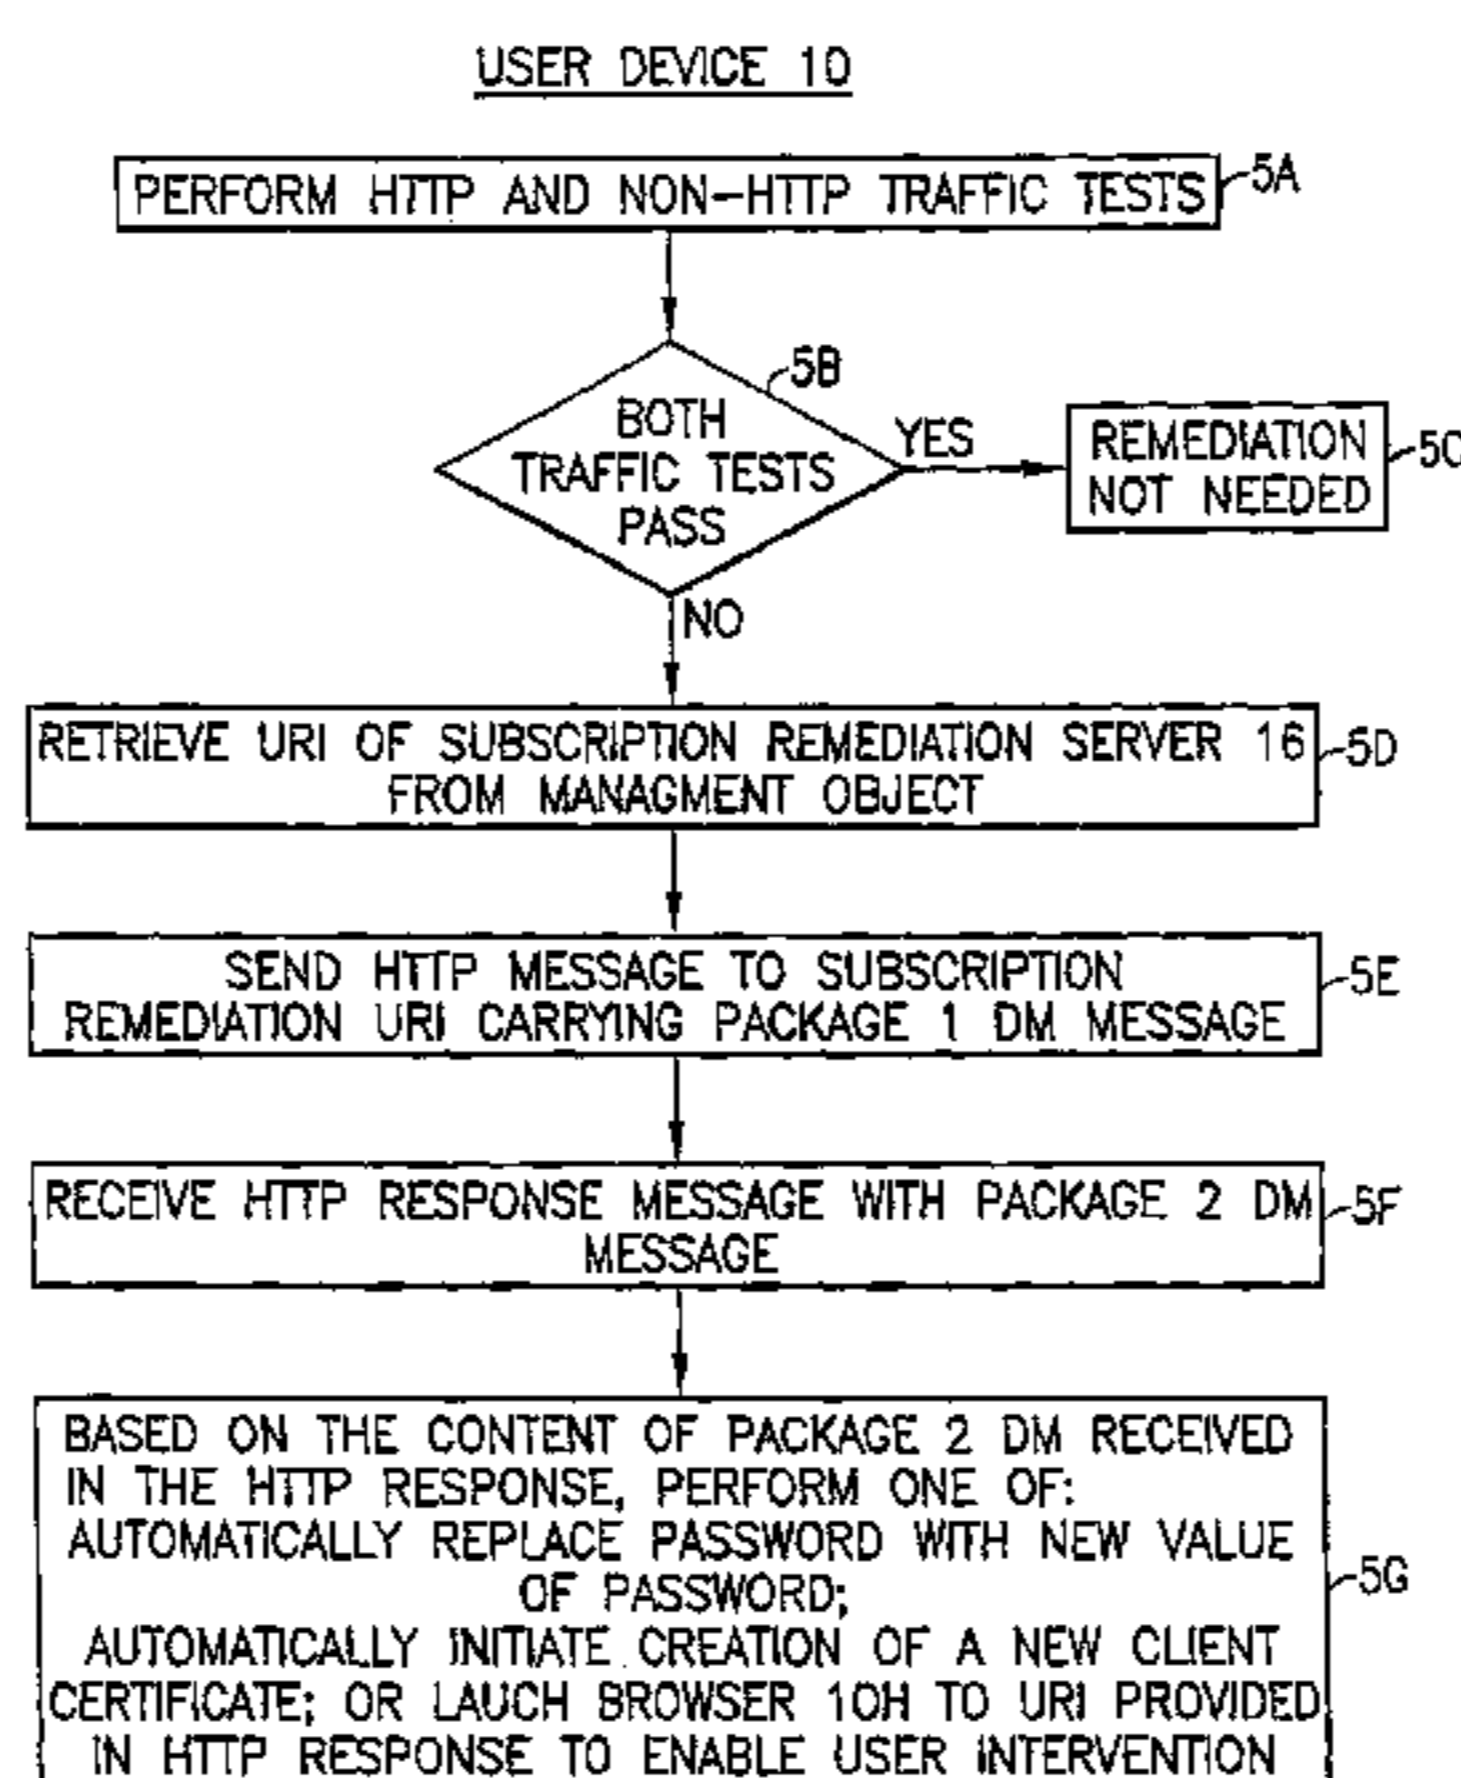 USER DEVICE 10
PERFORM HTTP AND NON-HTTP TRAFFIC TESTS
5A
5B
BOTH
TRAFFIC TESTS
PASS
YES
REMEDIATION
NOT NEEDED
5C
NO
RETRIEVE URI OF SUBSCRIPTION REMEDIATION SERVER 16
FROM MANAGMENT OBJECT
5D
SEND HTTP MESSAGE TO SUBSCRIPTION
REMEDIATION URI CARRYING PACKAGE 1 DM MESSAGE
5E
RECEIVE HTTP RESPONSE MESSAGE WITH PACKAGE 2 DM
MESSAGE
5F
BASED ON THE CONTENT OF PACKAGE 2 DM RECEIVED
IN THE HTTP RESPONSE, PERFORM ONE OF:
AUTOMATICALLY REPLACE PASSWORD WITH NEW VALUE
OF PASSWORD;
AUTOMATICALLY INITIATE CREATION OF A NEW CLIENT
CERTIFICATE; OR LAUCH BROWSER 10H TO URI PROVIDED
IN HTTP RESPONSE TO ENABLE USER INTERVENTION
5G